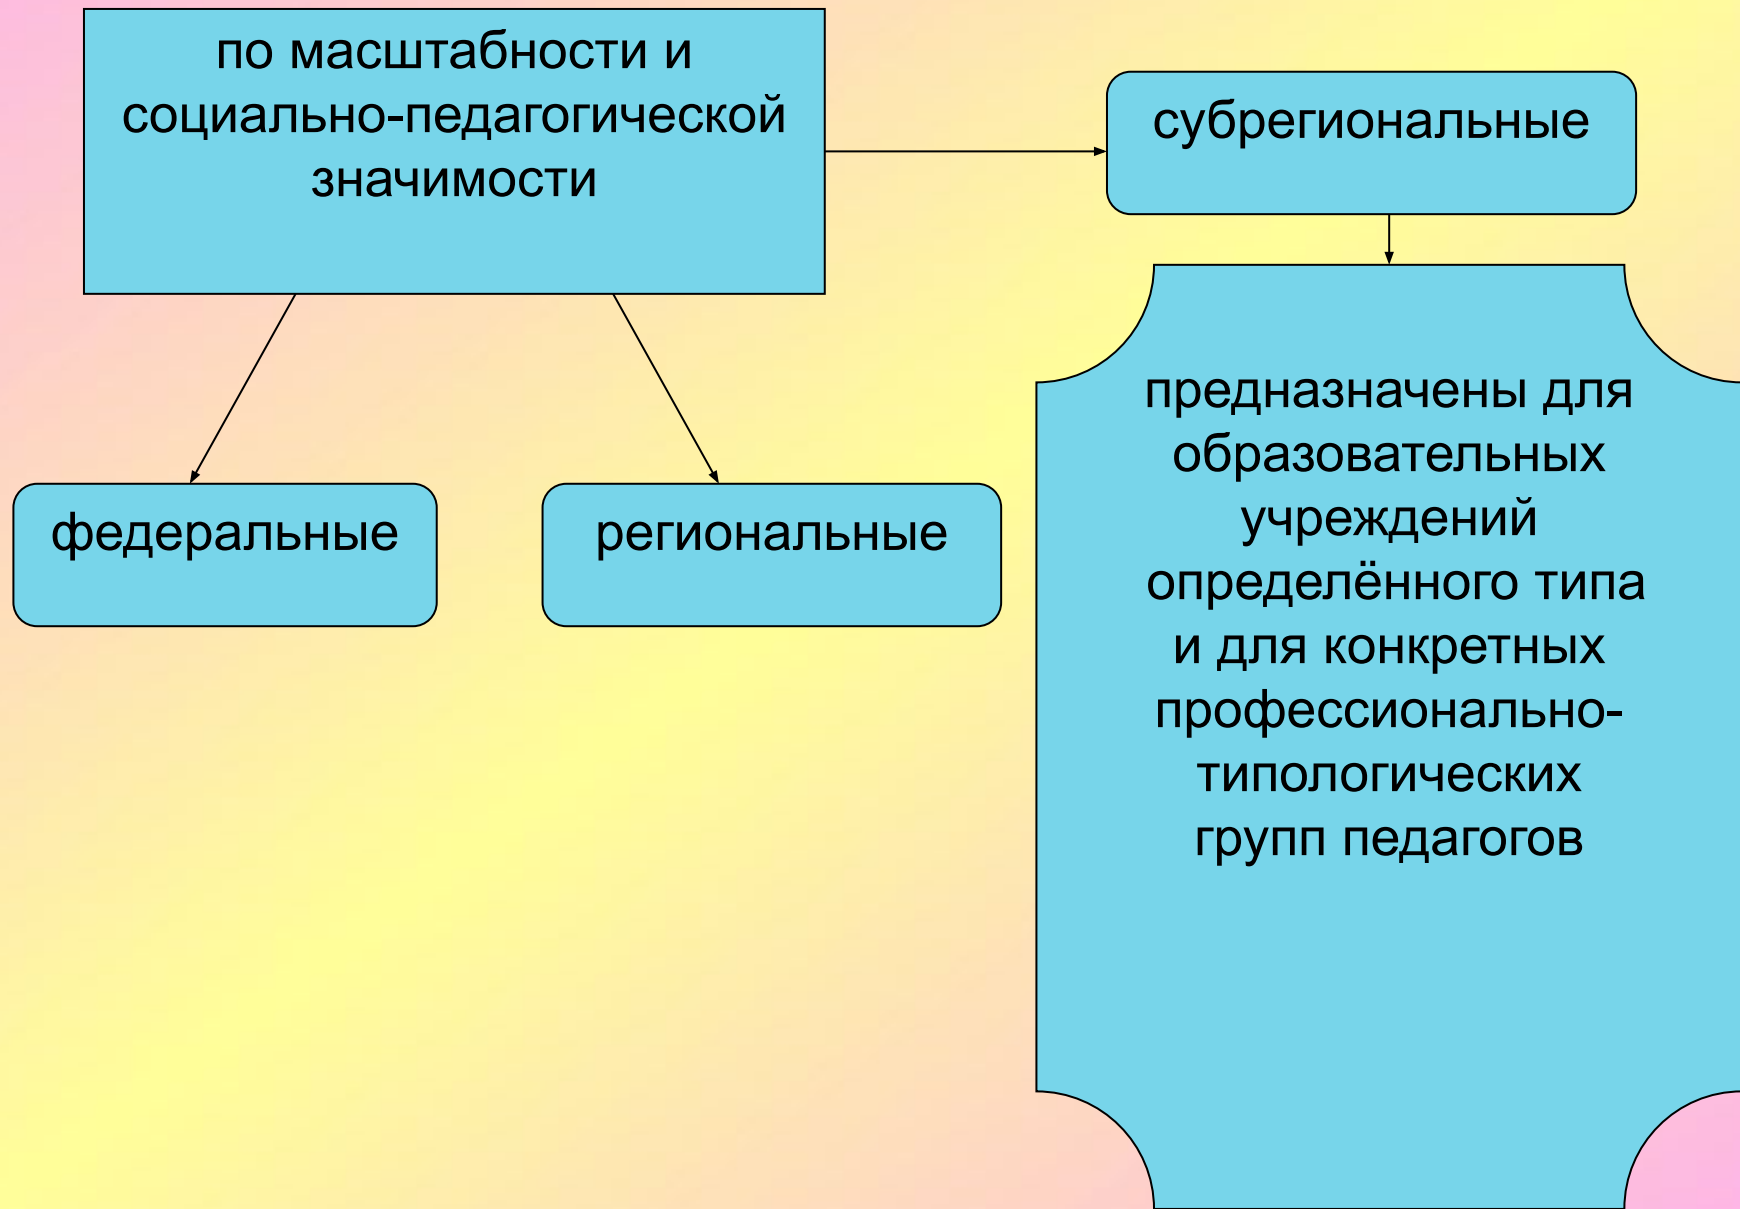 по масштабности и
социально-педагогической
значимости
субрегиональные
федеральные
региональные
предназначены для
образовательных
учреждений
определённого типа
и для конкретных
профессионально-
типологических
групп педагогов